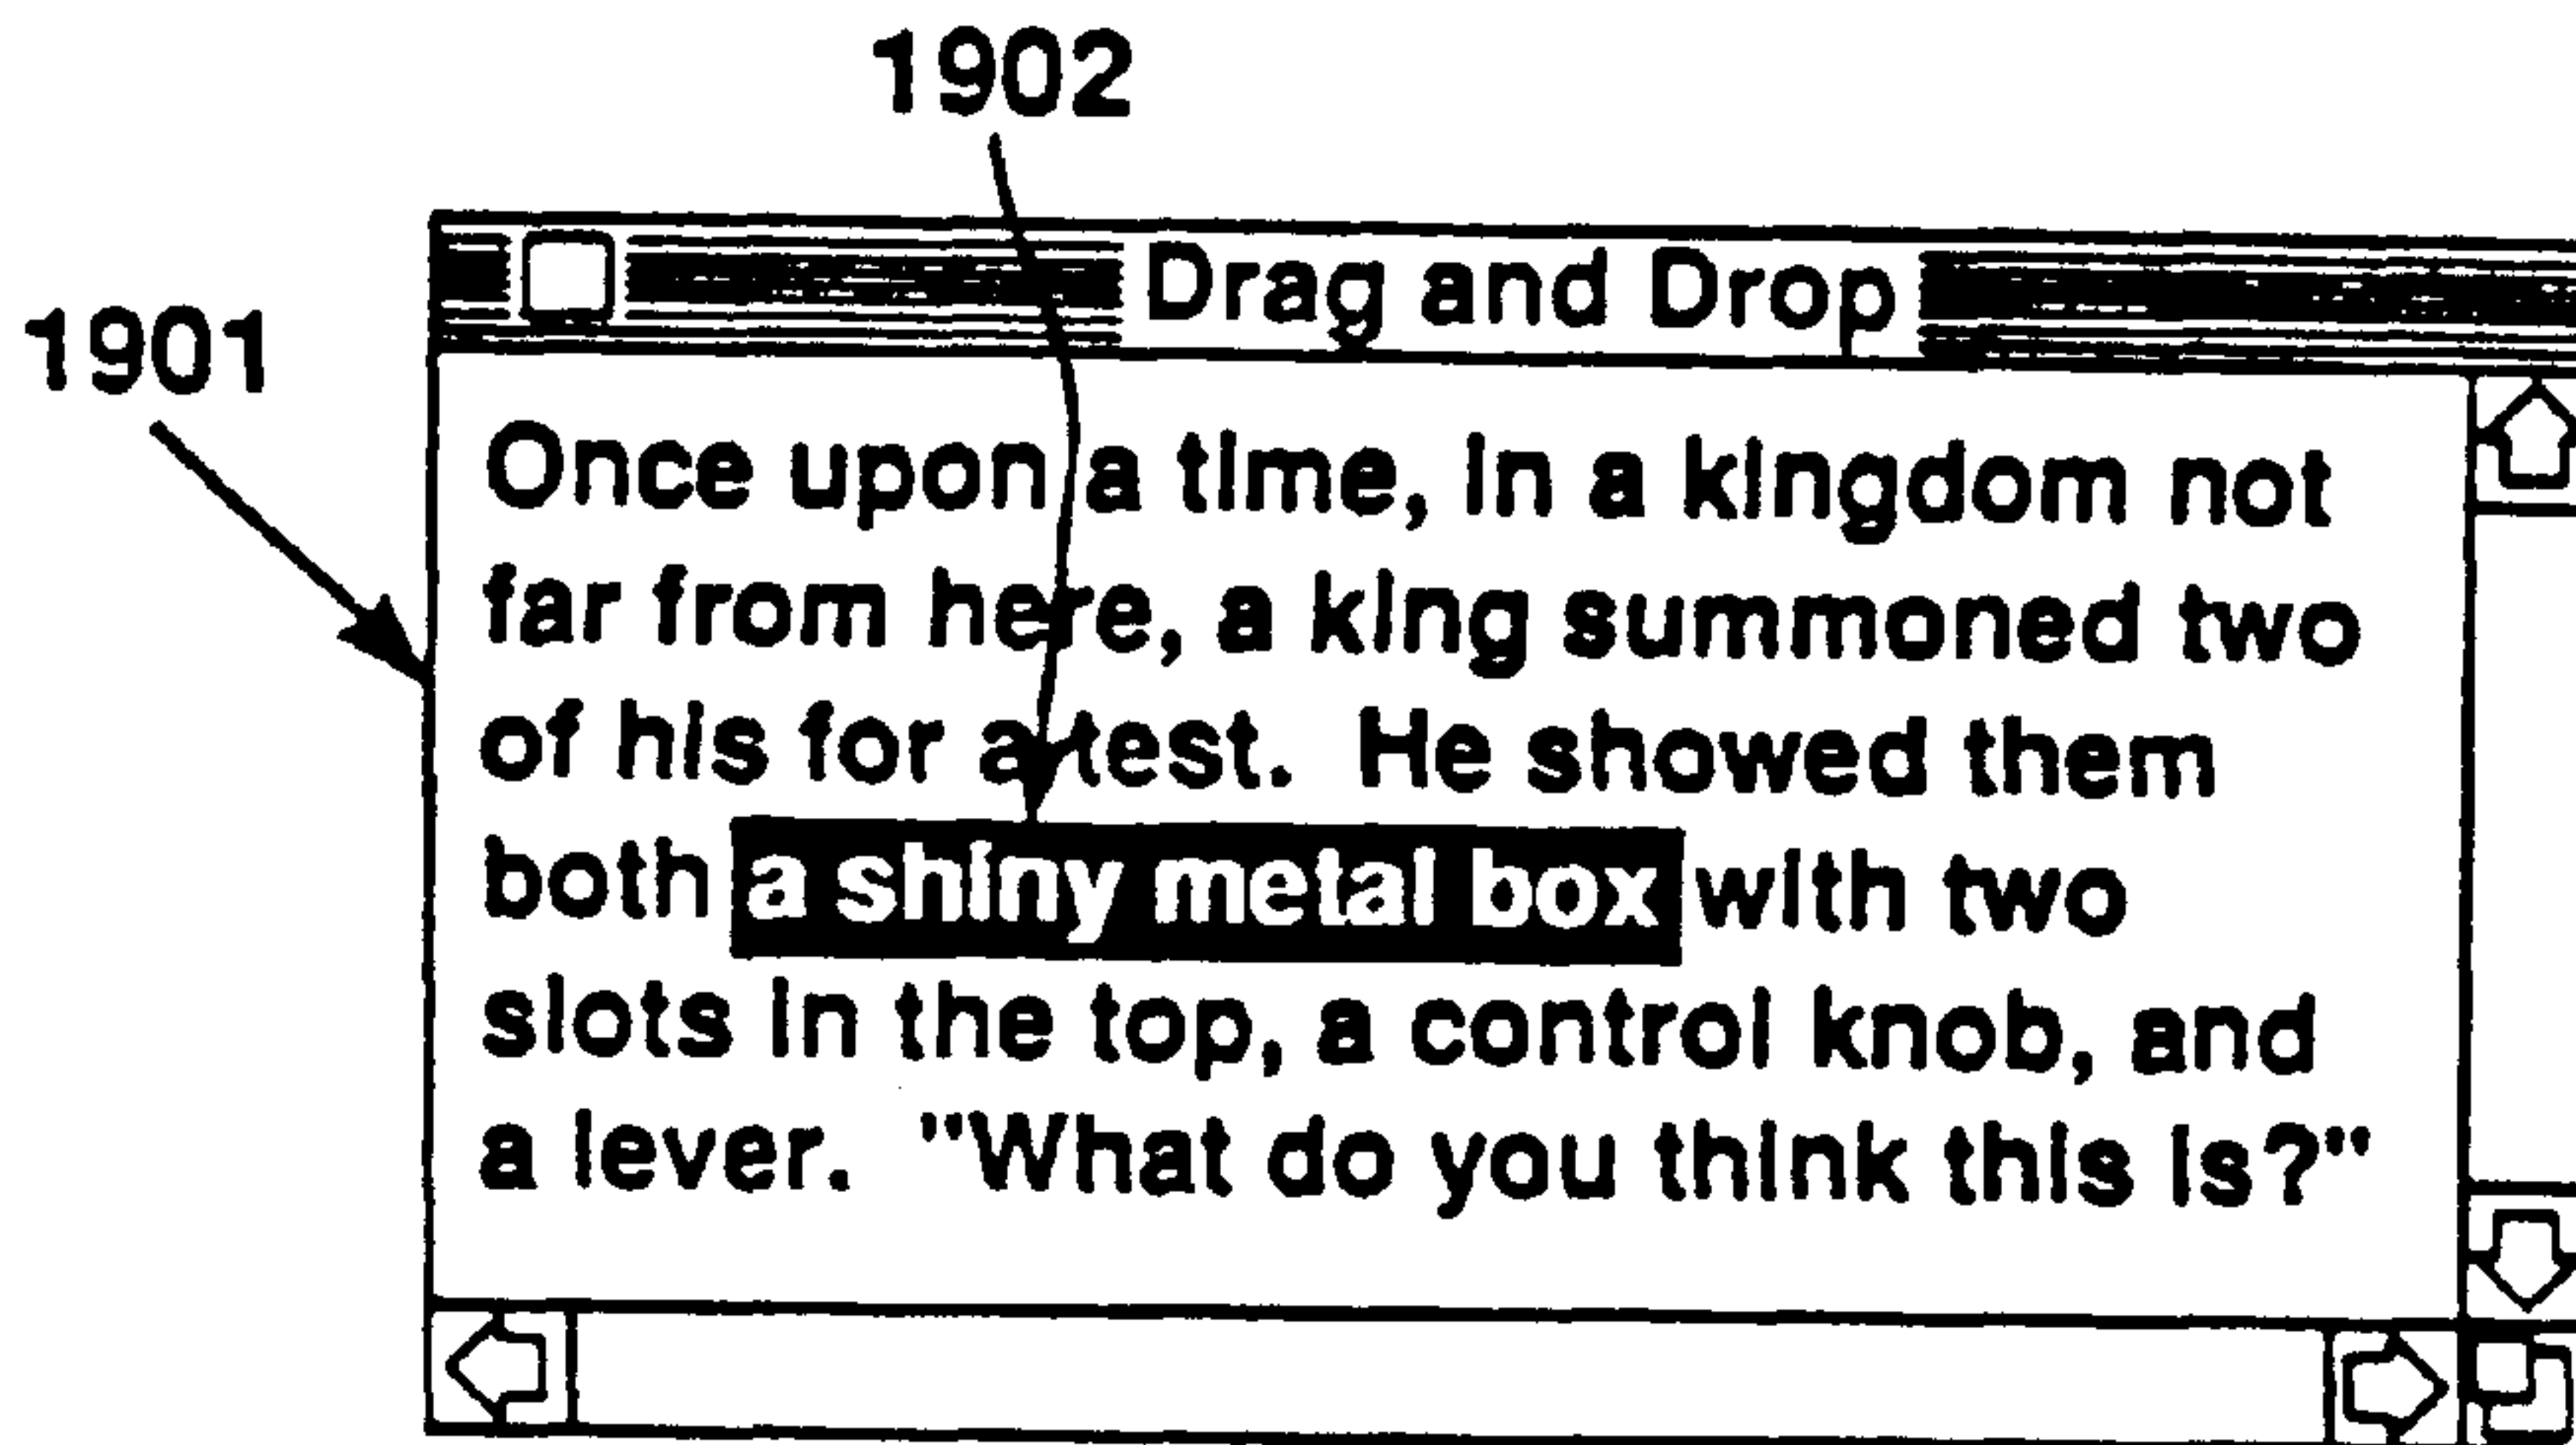 1902
1901
Drag and Drop
Once upon a time, in a kingdom not
far from here, a king summoned two
of his for a test.  He showed them
both a shiny metal box with two
slots in the top, a control knob, and
a lever.  "What do you think this is?"